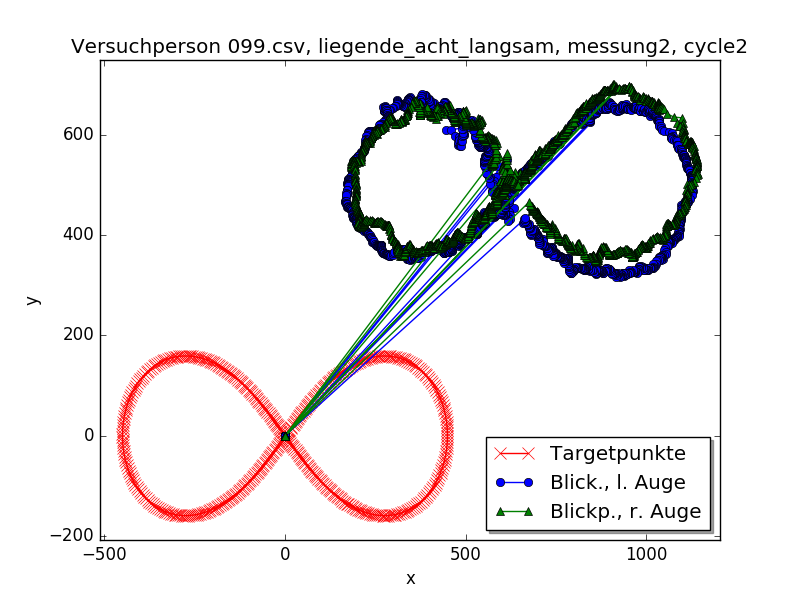 Versuchperson 099.csv, liegende_acht_langsam, messung2, cycle2
y
600
400
200
0
−200
−500
0
500
1000
x
Targetpunkte
Blick., l. Auge
Blickp., r. Auge